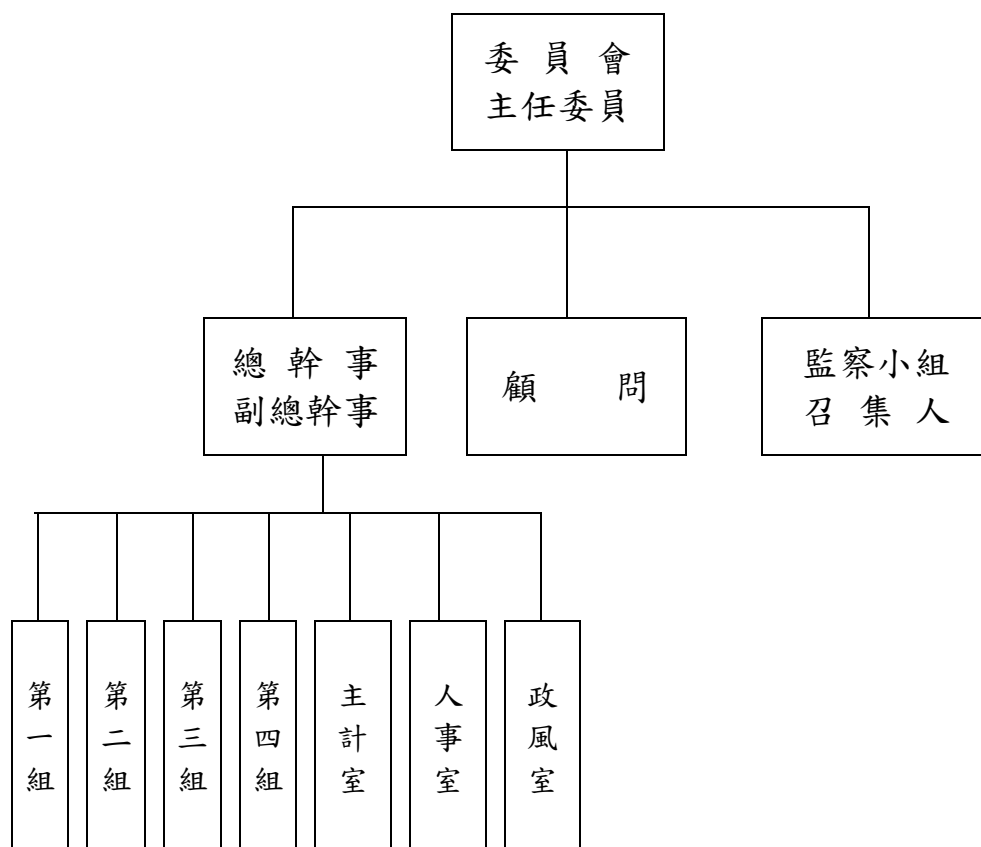 委員會
主任委員
總幹事
副總幹事
顧問
監察小組
召集人
第一組
第二組
第三組
第四組
主計室
人事室
政風室